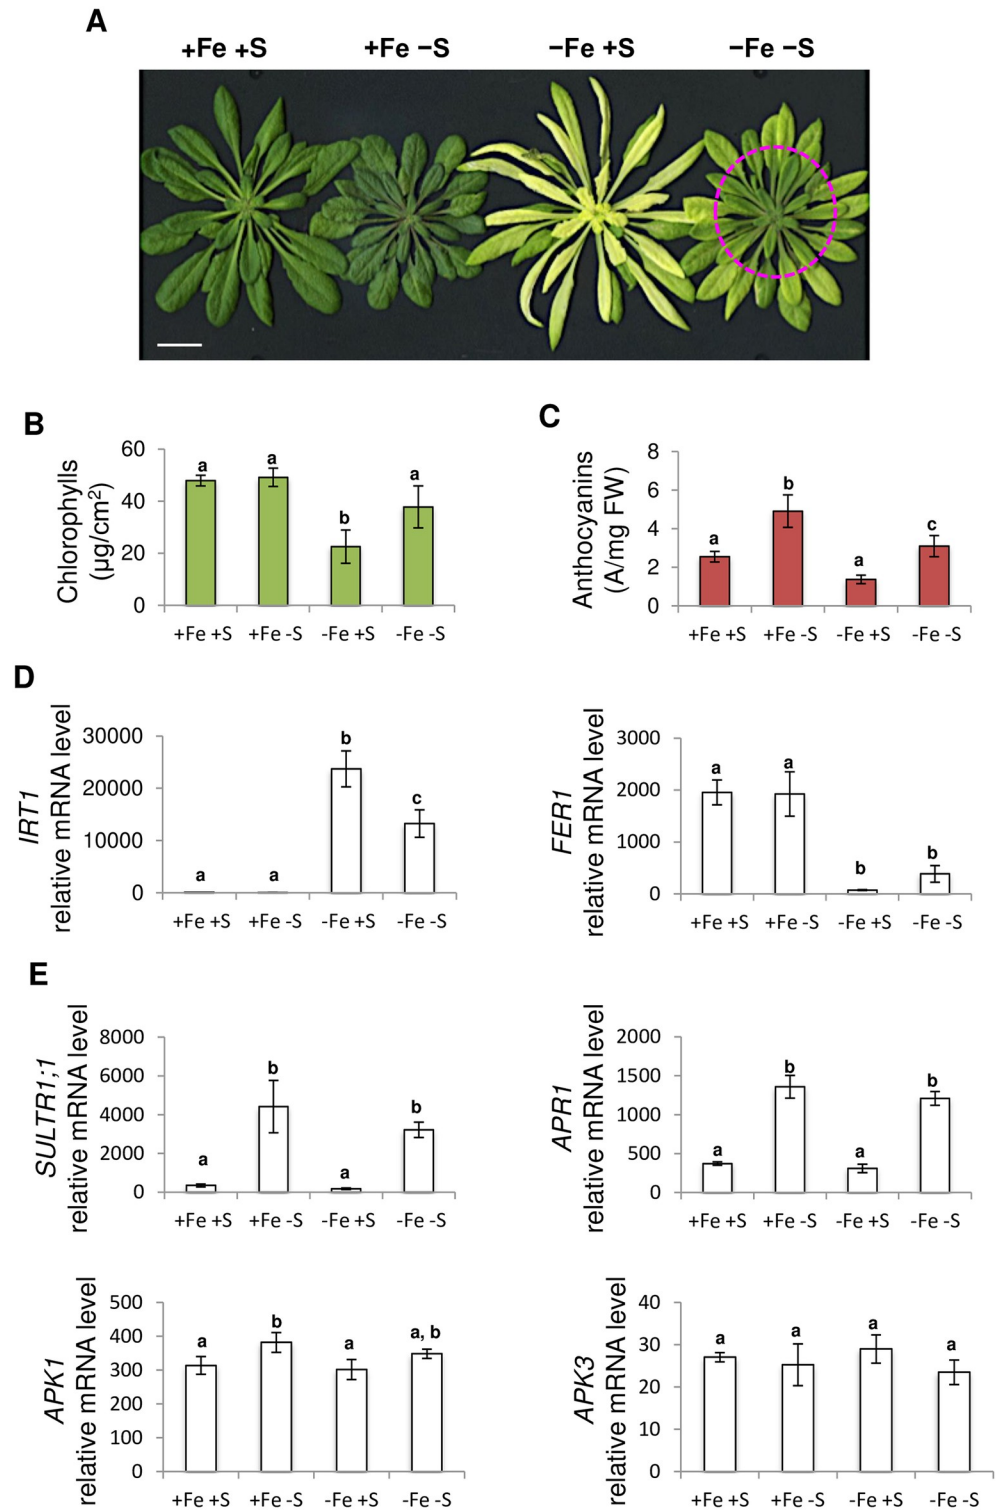 A
+Fe +S +Fe −S −Fe +S −Fe −S
B
Chlorophylls
(µg/cm²)
60
40
20
0
a a b a
+Fe +S +Fe -S -Fe +S -Fe -S
C
Anthocyanins
(A/mg FW)
8
6
4
2
0
a b a c
+Fe +S +Fe -S -Fe +S -Fe -S
D
IRT1
relative mRNA level
30000
20000
10000
0
a a b c
+Fe +S +Fe -S -Fe +S -Fe -S
FER1
relative mRNA level
3000
2000
1000
0
a a b b
+Fe +S +Fe -S -Fe +S -Fe -S
E
SULTR1;1
relative mRNA level
8000
6000
4000
2000
0
a b a b
+Fe +S +Fe -S -Fe +S -Fe -S
APR1
relative mRNA level
2000
1500
1000
500
0
a b a b
+Fe +S +Fe -S -Fe +S -Fe -S
APK1
relative mRNA level
500
400
300
200
100
0
a b a a, b
+Fe +S +Fe -S -Fe +S -Fe -S
APK3
relative mRNA level
40
30
20
10
0
a a a a
+Fe +S +Fe -S -Fe +S -Fe -S